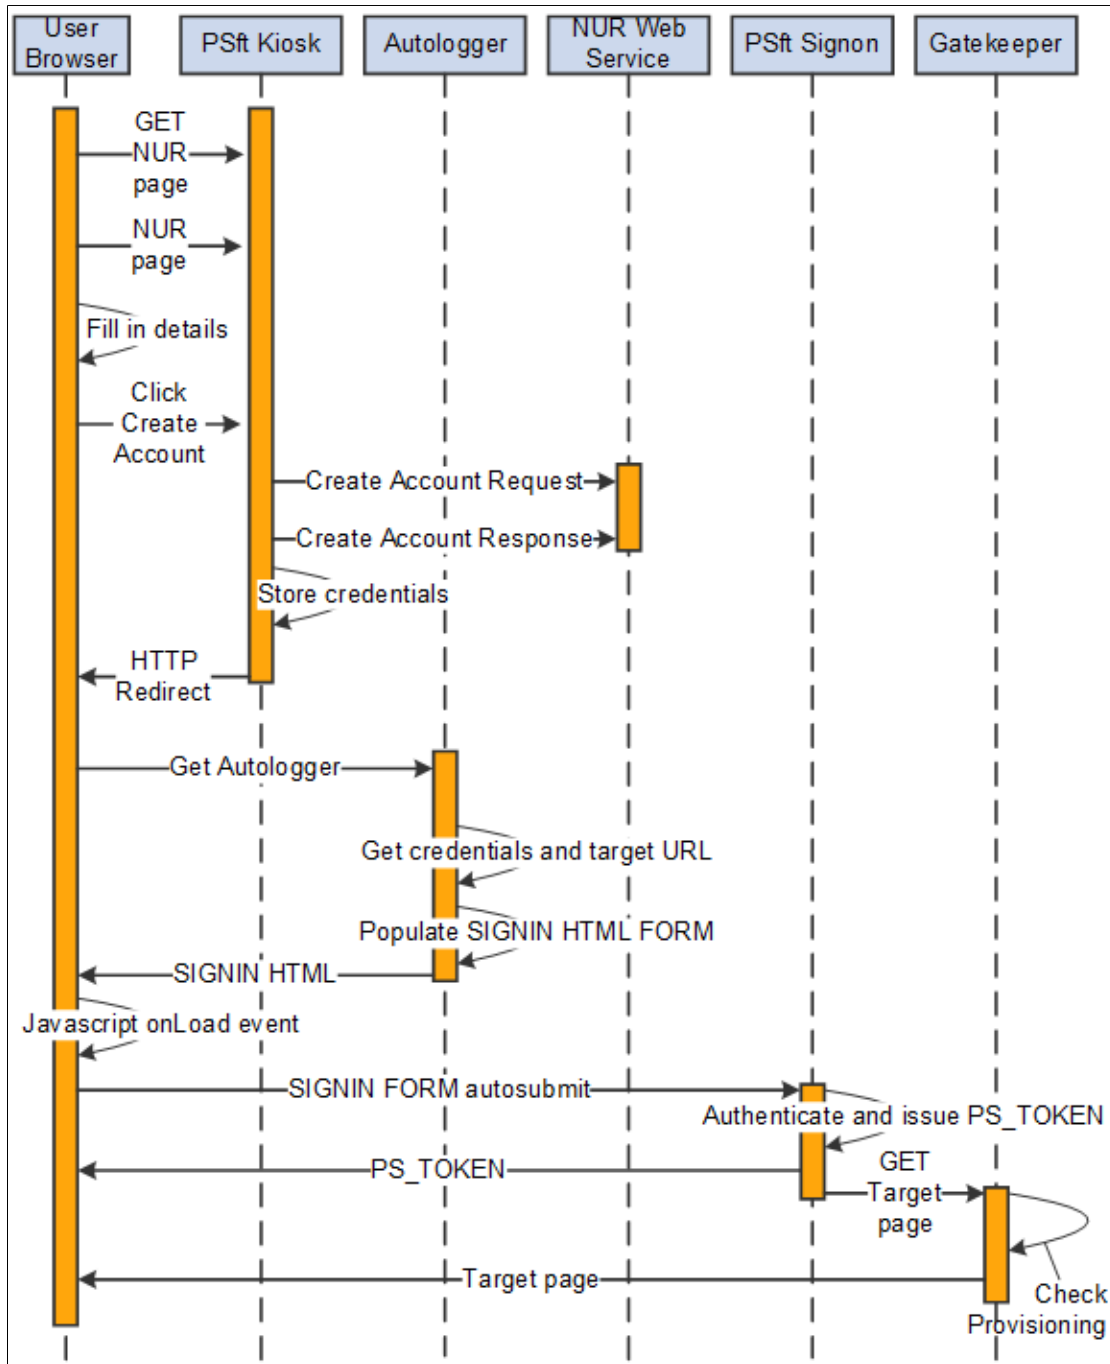 User
Browser
PSft Kiosk
Autologger
NUR Web
Service
PSft Signon
Gatekeeper
GET
NUR
page
NUR
page
Fill in details
Click
Create
Account
Create Account Request
Create Account Response
Store credentials
HTTP
Redirect
Get Autologger
Get credentials and target URL
Populate SIGNIN HTML FORM
SIGNIN HTML
Javascript onLoad event
SIGNIN FORM autosubmit
Authenticate and issue PS_TOKEN
PS_TOKEN
GET
Target
page
Target page
Check
Provisioning